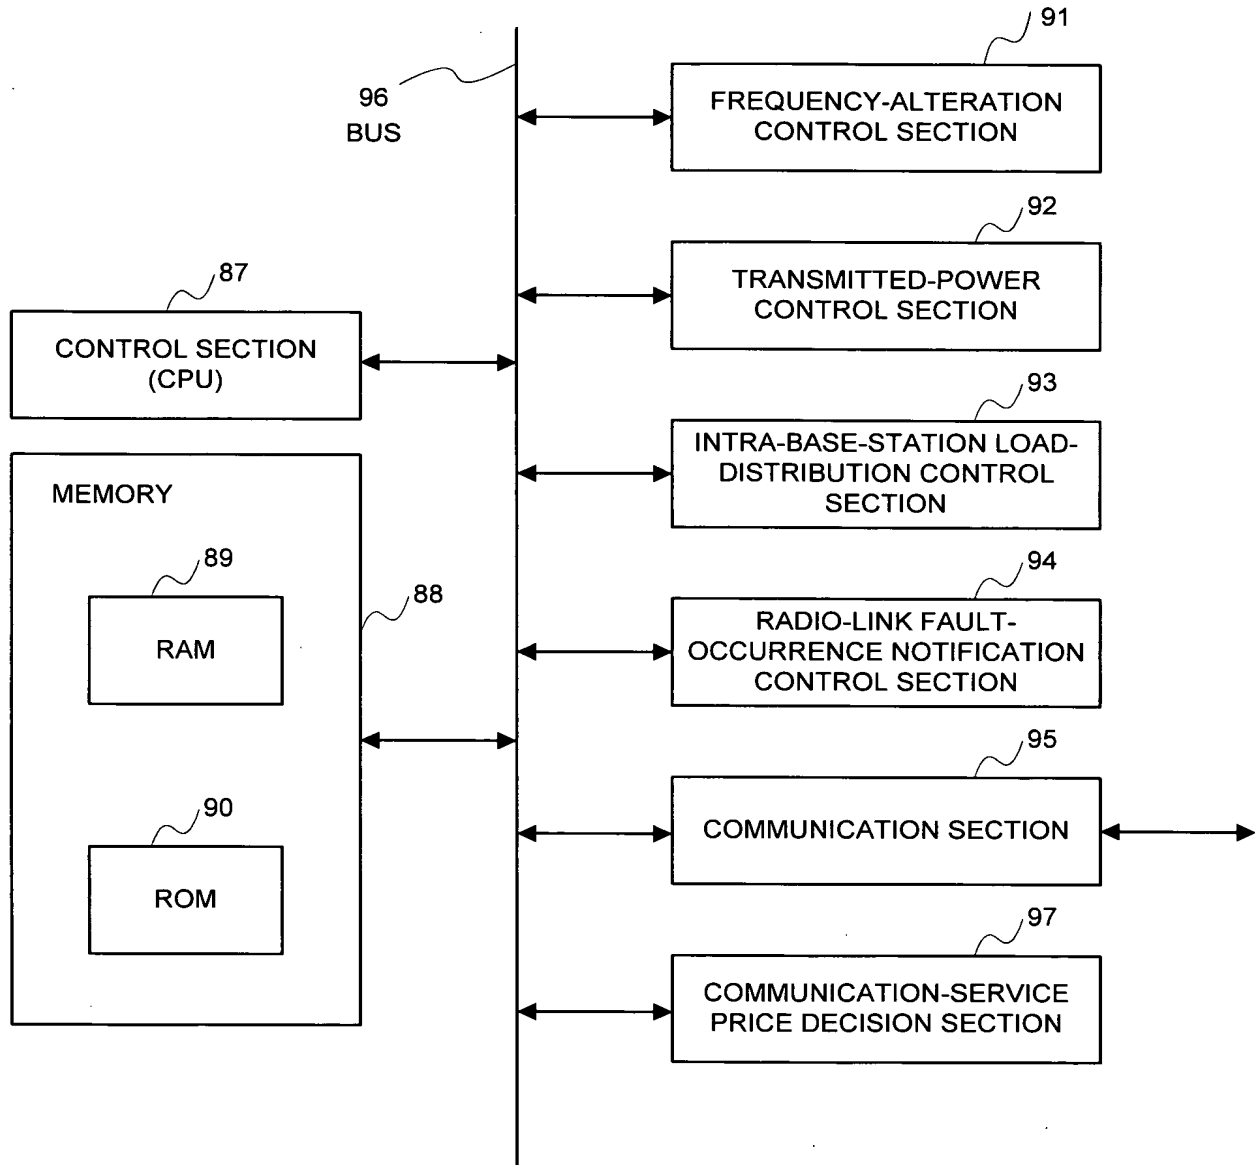 91
96
BUS
FREQUENCY-ALTERATION
CONTROL SECTION
92
87
TRANSMITTED-POWER
CONTROL SECTION
CONTROL SECTION
(CPU)
93
INTRA-BASE-STATION LOAD-
DISTRIBUTION CONTROL
SECTION
MEMORY
89
88
94
RAM
RADIO-LINK FAULT-
OCCURRENCE NOTIFICATION
CONTROL SECTION
95
90
COMMUNICATION SECTION
ROM
97
COMMUNICATION-SERVICE
PRICE DECISION SECTION